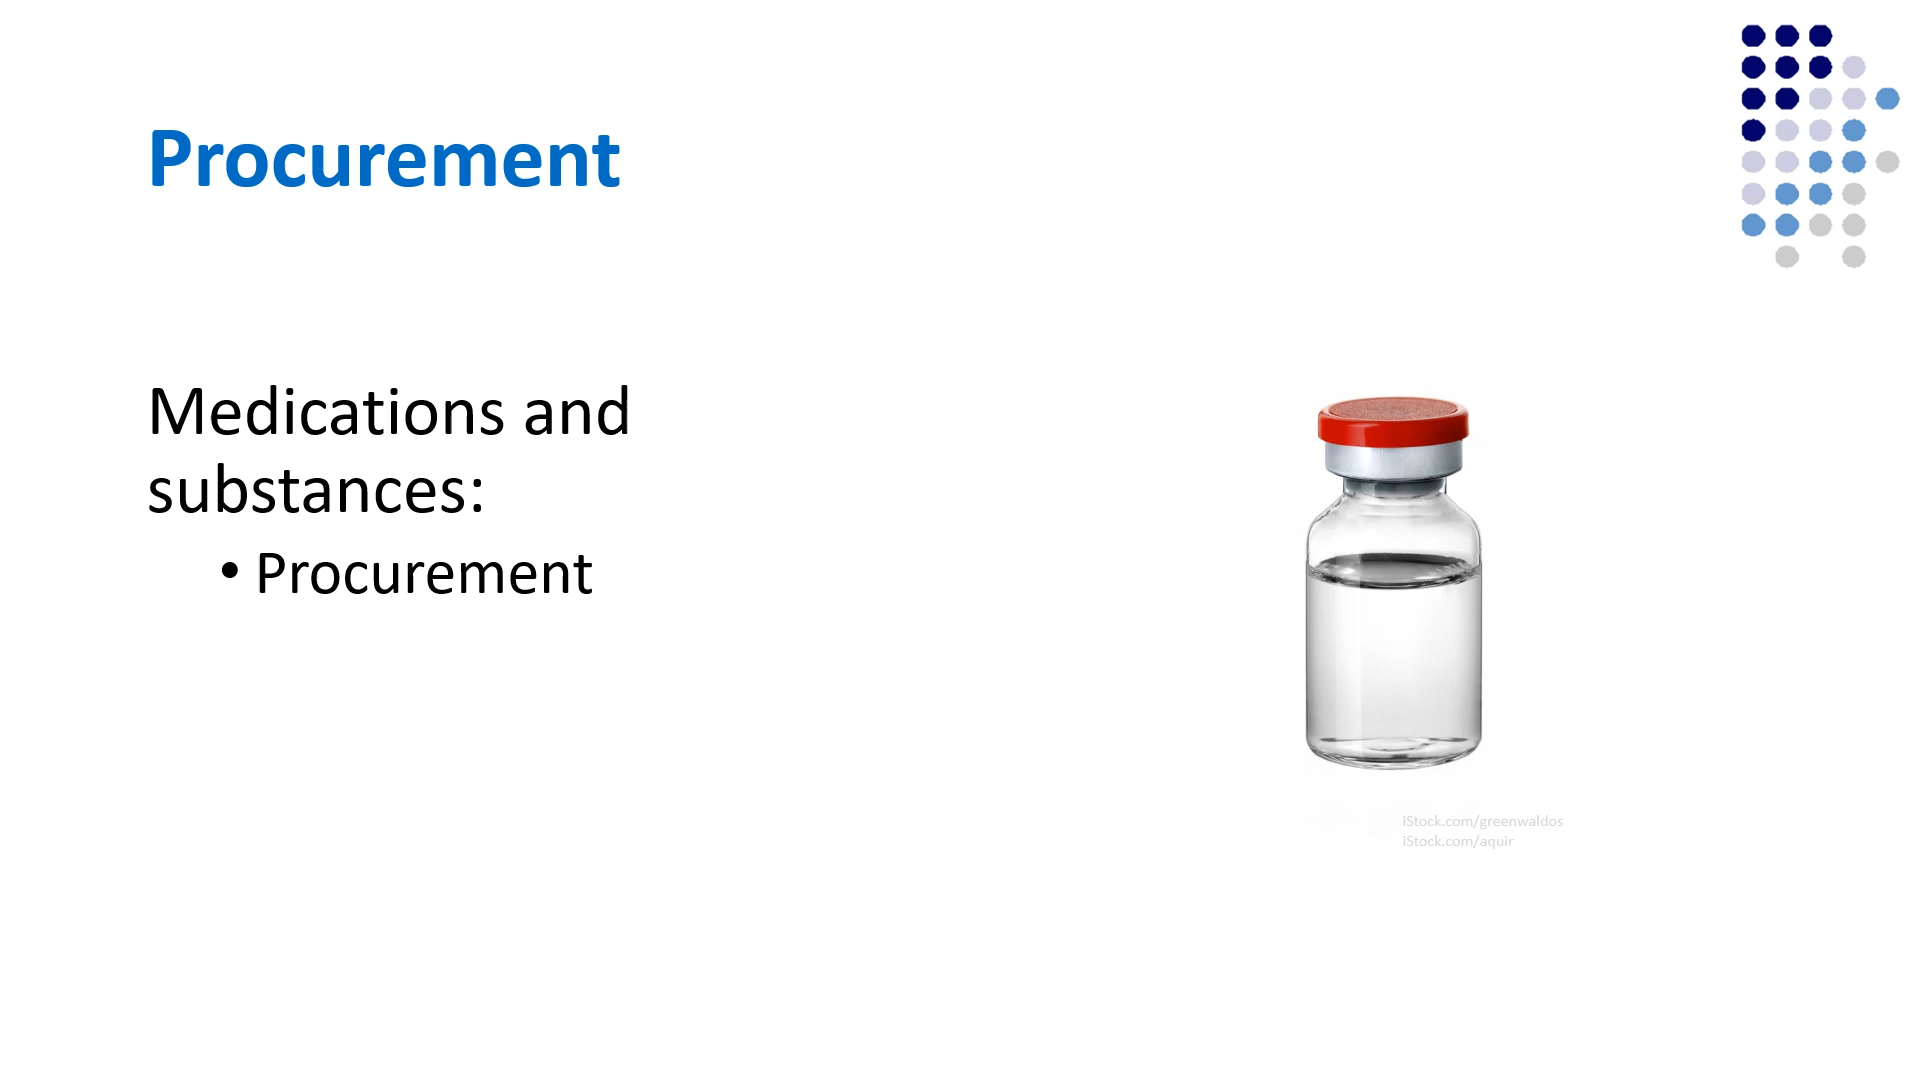 Procurement
Medications and
substances:
• Procurement
iStock.com/greenwaldos
iStock.com/aquir